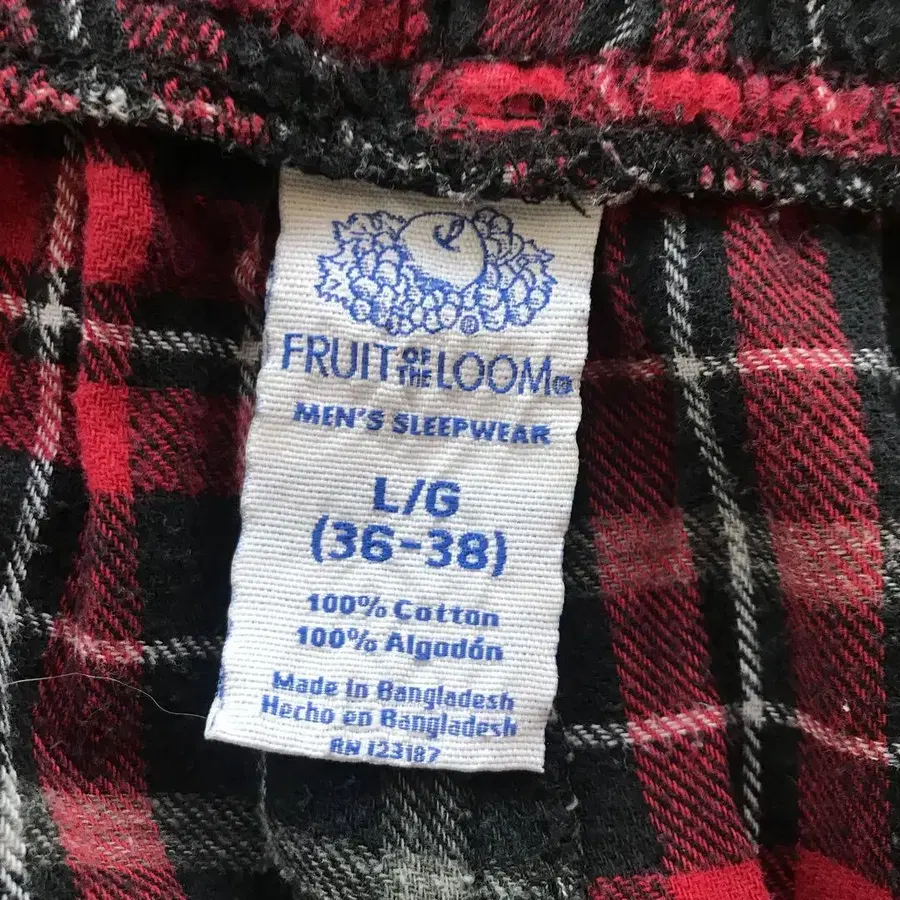 FRUIT OF THE LOOM®
MEN'S SLEEPWEAR
L/G
(36-38)
100% Cotton
100% Algodón
Made in Bangladesh
Hecho en Bangladesh
RN 123187